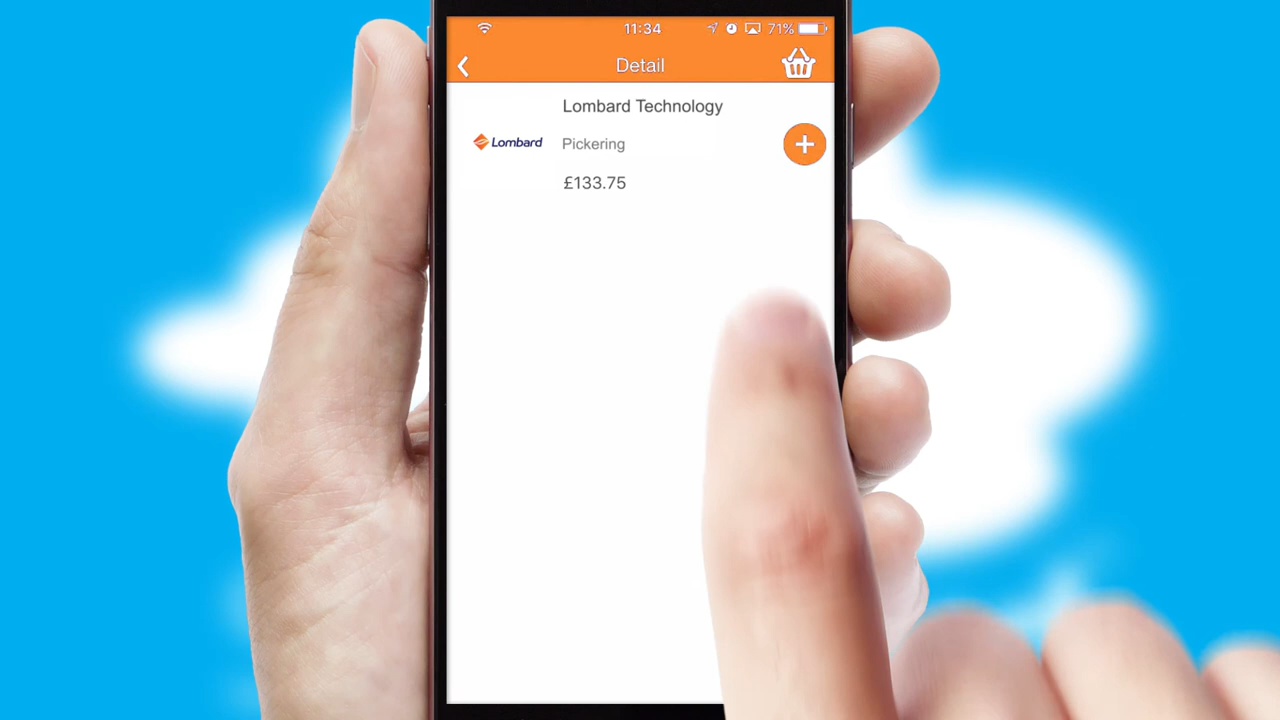 11:34
71%
Detail
Lombard Technology
Lombard
Pickering
£133.75